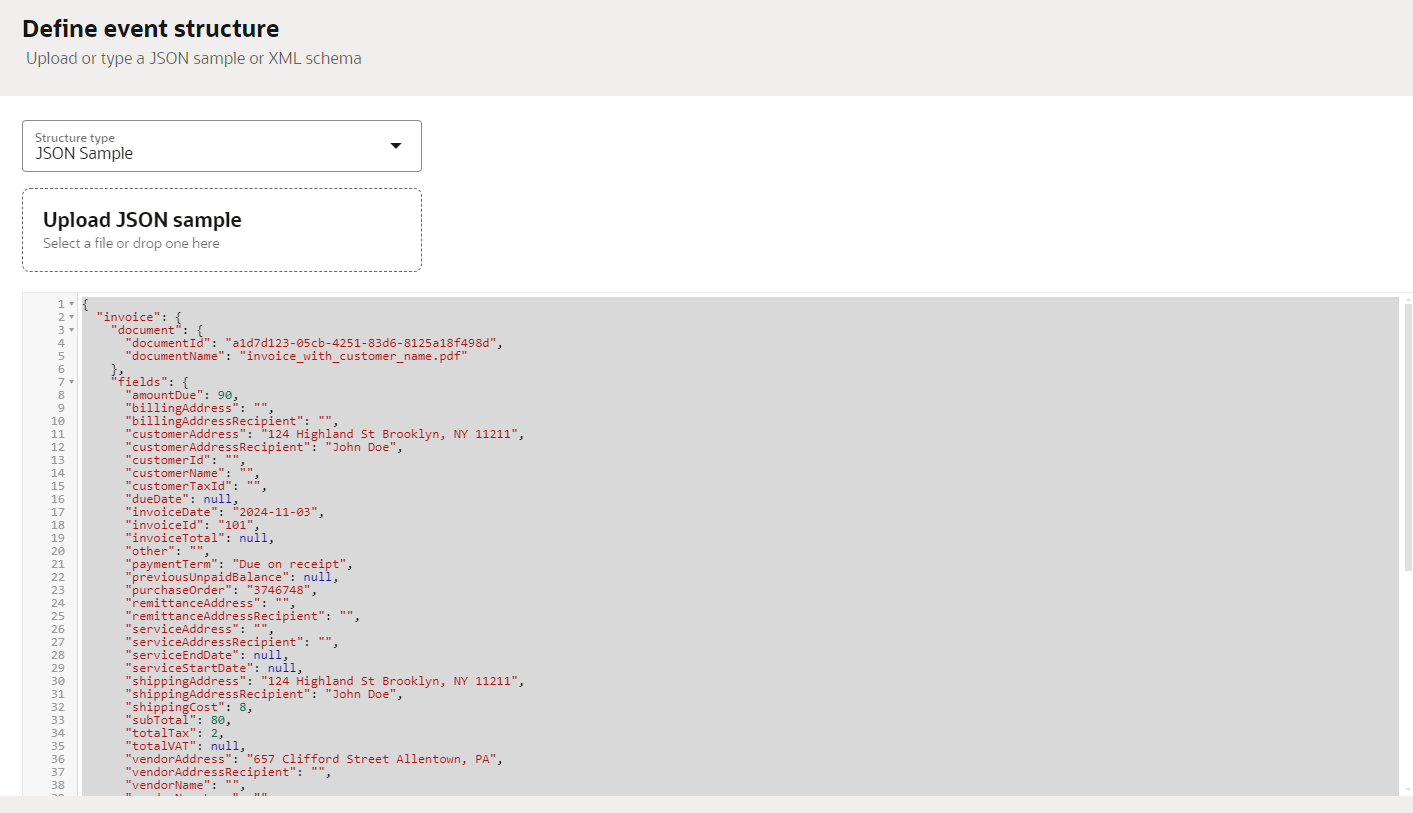 Define event structure
Upload or type a JSON sample or XML schema
Structure type
JSON Sample
Upload JSON sample
Select a file or drop one here
1 {
2 "invoice": {
3 "document": {
4 "documentId": "a1d7d123-05cb-4251-83d6-8125a18f498d",
5 "documentName": "invoice_with_customer_name.pdf"
6 },
7 "fields": {
8 "amountDue": 90,
9 "billingAddress": "",
10 "billingAddressRecipient": "",
11 "customerAddress": "124 Highland St Brooklyn, NY 11211",
12 "customerAddressRecipient": "John Doe",
13 "customerId": "",
14 "customerName": "",
15 "customerTaxId": "",
16 "dueDate": null,
17 "invoiceDate": "2024-11-03",
18 "invoiceId": "101",
19 "invoiceTotal": null,
20 "other": "",
21 "paymentTerm": "Due on receipt",
22 "previousUnpaidBalance": null,
23 "purchaseOrder": "3746748",
24 "remittanceAddress": "",
25 "remittanceAddressRecipient": "",
26 "serviceAddress": "",
27 "serviceAddressRecipient": "",
28 "serviceEndDate": null,
29 "serviceStartDate": null,
30 "shippingAddress": "124 Highland St Brooklyn, NY 11211",
31 "shippingAddressRecipient": "John Doe",
32 "shippingCost": 8,
33 "subTotal": 80,
34 "totalTax": 2,
35 "totalVAT": null,
36 "vendorAddress": "657 Clifford Street Allentown, PA",
37 "vendorAddressRecipient": "",
38 "vendorName": "",